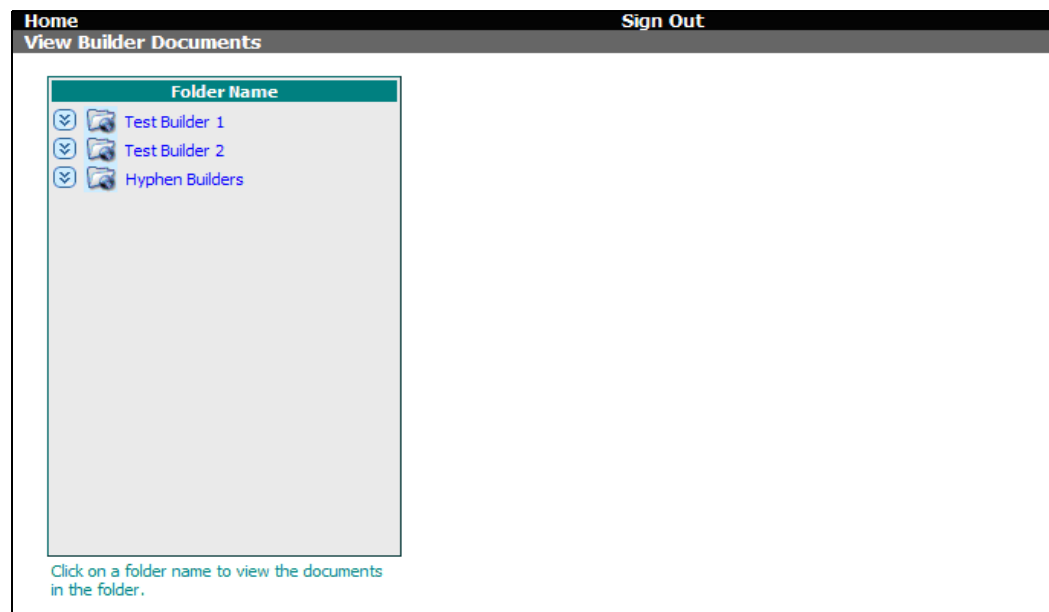 Home Sign Out
View Builder Documents
Folder Name
Test Builder 1
Test Builder 2
Hyphen Builders
Click on a folder name to view the documents
in the folder.